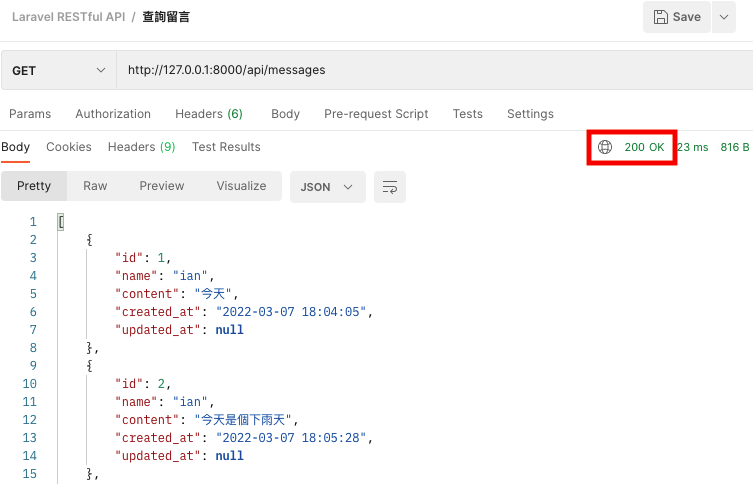 Laravel RESTful API / 查詢留言 Save
GET http://127.0.0.1:8000/api/messages
Params Authorization Headers (6) Body Pre-request Script Tests Settings
Body Cookies Headers (9) Test Results 200 OK 23 ms 816 B
Pretty Raw Preview Visualize JSON
1 [
2 {
3 "id": 1,
4 "name": "ian",
5 "content": "今天",
6 "created_at": "2022-03-07 18:04:05",
7 "updated_at": null
8 },
9 {
10 "id": 2,
11 "name": "ian",
12 "content": "今天是個下雨天",
13 "created_at": "2022-03-07 18:05:28",
14 "updated_at": null
15 },